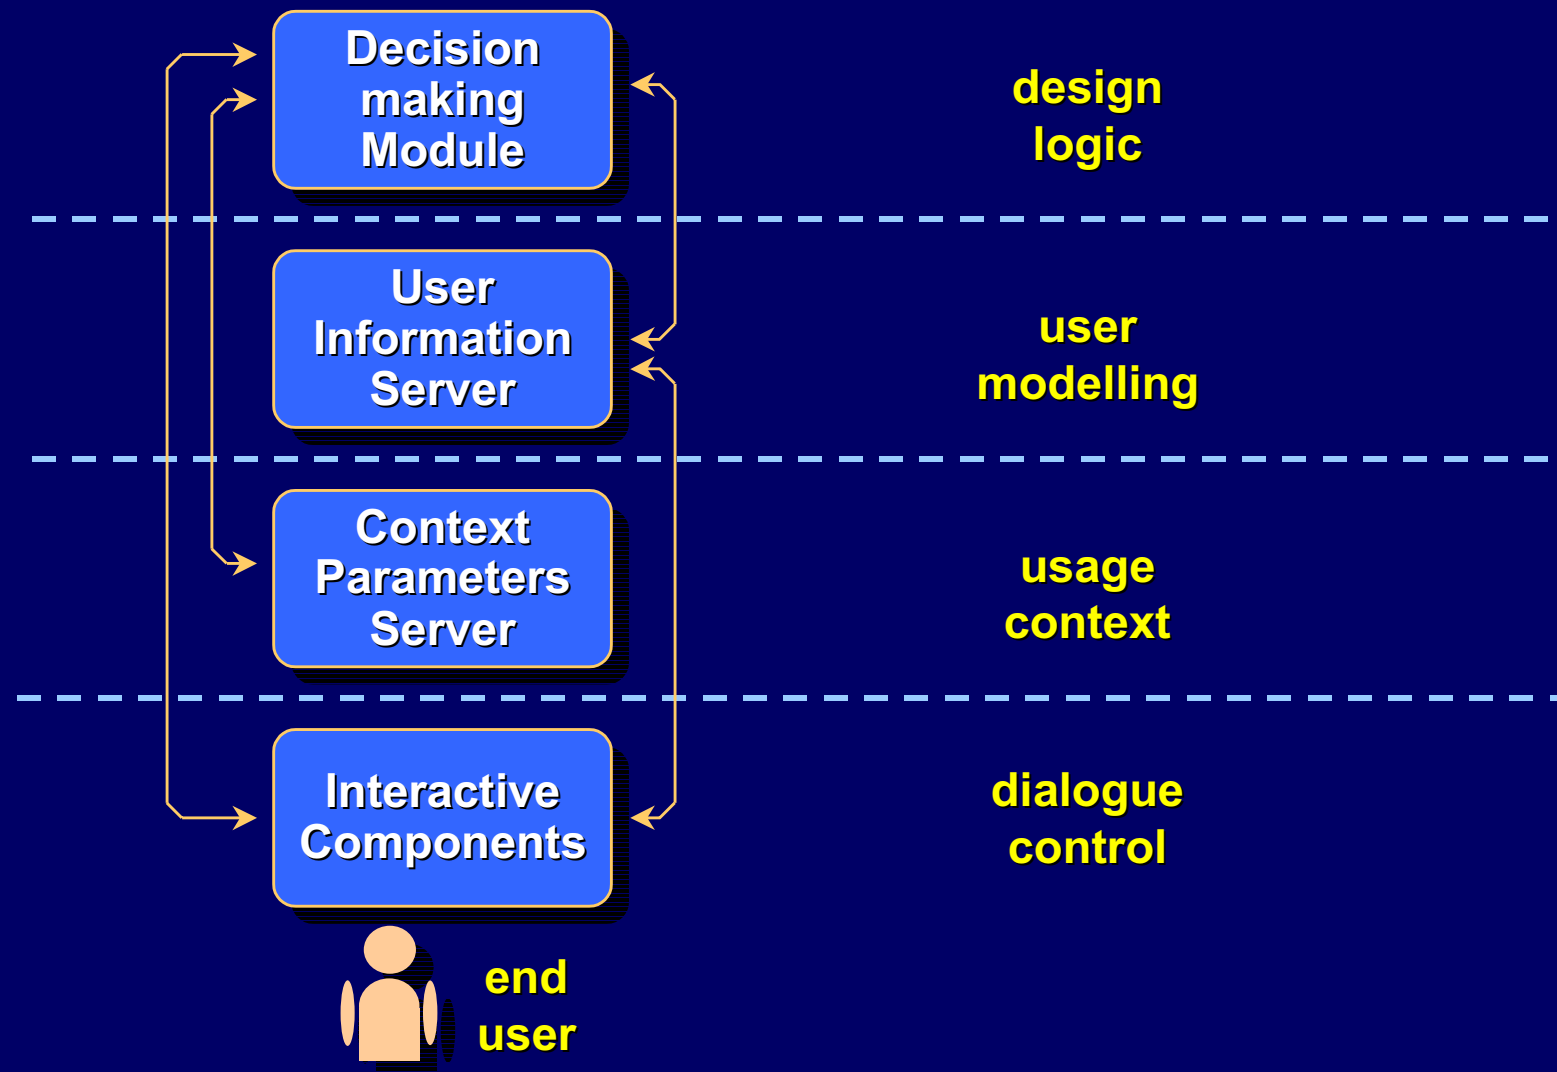 Decision
making
Module
design
logic
User
Information
Server
user
modelling
Context
Parameters
Server
usage
context
Interactive
Components
dialogue
control
end
user